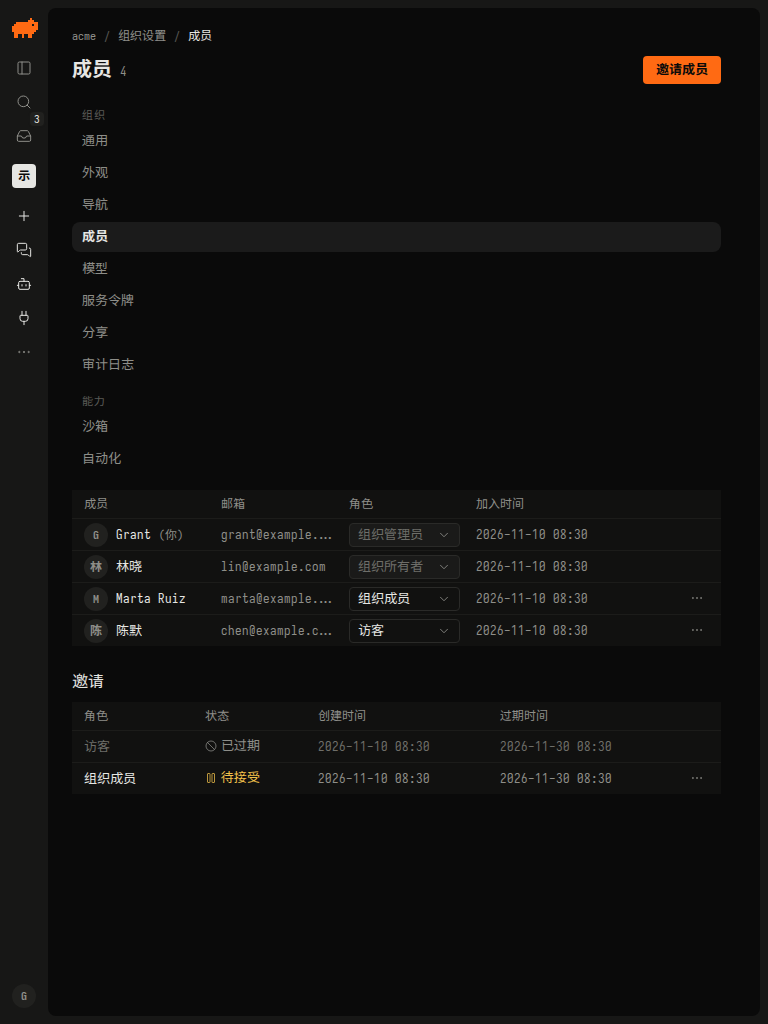 acme / 组织设置 / 成员
成员 4
邀请成员
3
示
组织
通用
外观
导航
成员
模型
服务令牌
分享
审计日志
能力
沙箱
自动化
成员 邮箱 角色 加入时间
G Grant (你) grant@example.... 组织管理员 2026-11-10 08:30
林 林晓 lin@example.com 组织所有者 2026-11-10 08:30
M Marta Ruiz marta@example.... 组织成员 2026-11-10 08:30
陈 陈默 chen@example.c... 访客 2026-11-10 08:30
邀请
角色 状态 创建时间 过期时间
访客 已过期 2026-11-10 08:30 2026-11-30 08:30
组织成员 待接受 2026-11-10 08:30 2026-11-30 08:30
G